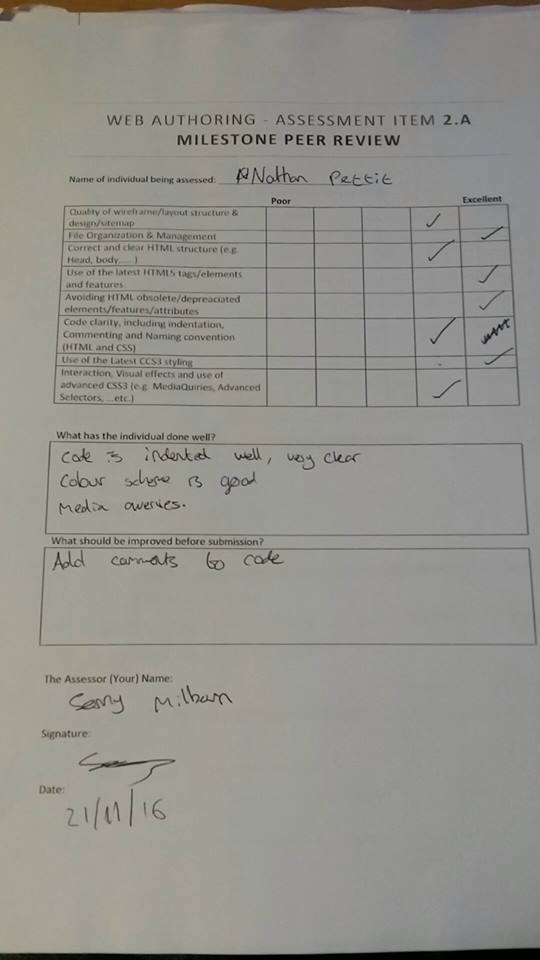 WEB AUTHORING - ASSESSMENT ITEM 2.A
MILESTONE PEER REVIEW
Name of individual being assessed: Nathan Pettit
Poor Excellent
Quality of wireframe/layout structure &
design/sitemap
File Organization & Management
Correct and clear HTML structure (e.g.
Head, body,.....)
Use of the latest HTML5 tags/elements
and features
Avoiding HTML obsolete/depreaciated
elements/features/attributes
Code clarity, including indentation,
Commenting and Naming convention
(HTML and CSS)
Use of the Latest CCS3 styling
Interaction, Visual effects and use of
advanced CSS3 (e.g. MediaQuiries, Advanced
Selectors, ...etc.)
What has the individual done well?
Code is indented well, very clear
Colour scheme is good
Media queries.
What should be improved before submission?
Add comments to code
The Assessor (Your) Name:
Milbarn
Signature:
Date:
21/11/16